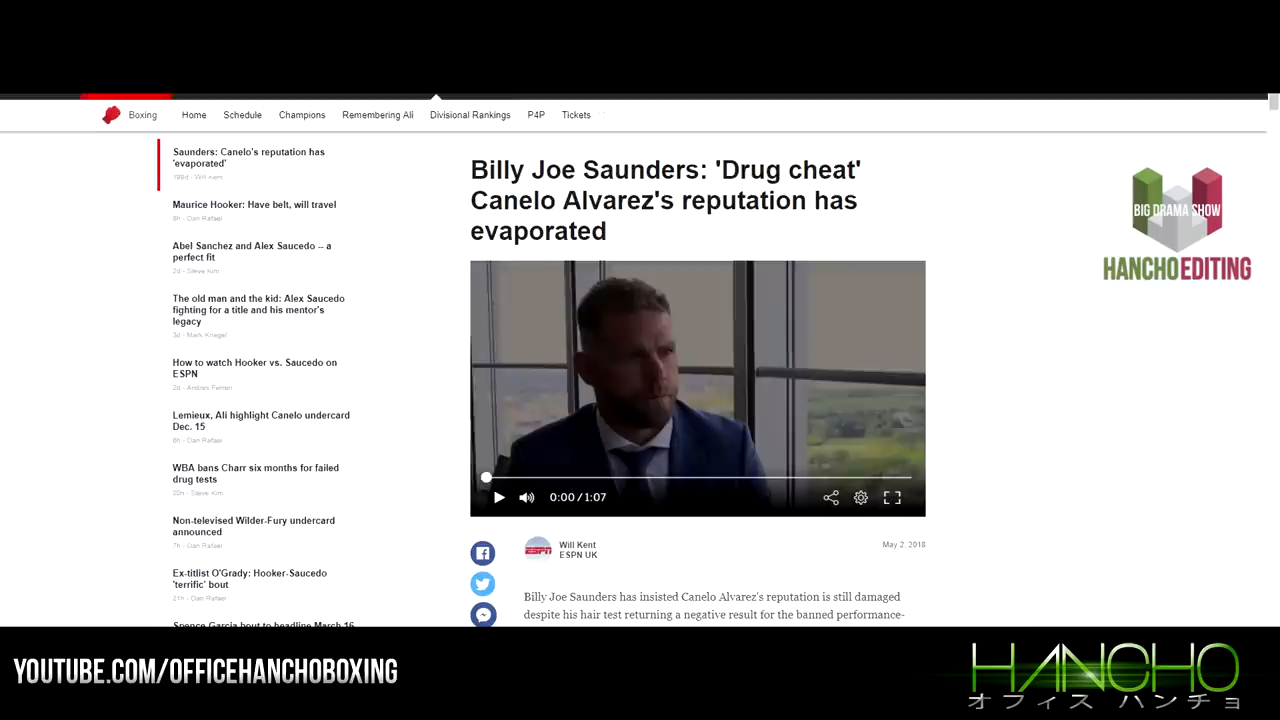 Boxing
Home
Schedule
Champions
Remembering Ali
Divisional Rankings
P4P
Tickets
Saunders: Canelo's reputation has
'evaporated'
Maurice Hooker: Have belt, will travel
8h - Dan Rafael
Abel Sanchez and Alex Saucedo -- a
perfect fit
2d - Steve Kim
The old man and the kid: Alex Saucedo
fighting for a title and his mentor's
legacy
3d - Mark Kriegel
How to watch Hooker vs. Saucedo on
ESPN
2d - Andres Ferrari
Lemieux, Ali highlight Canelo undercard
Dec. 15
6h - Dan Rafael
WBA bans Charr six months for failed
drug tests
20h - Steve Kim
Non-televised Wilder-Fury undercard
announced
7h - Dan Rafael
Ex-titlist O'Grady: Hooker-Saucedo
'terrific' bout
21h - Dan Rafael
Spence Garcia bout to headline March 16
Billy Joe Saunders: 'Drug cheat'
Canelo Alvarez's reputation has
evaporated
0:00 / 1:07
Will Kent
ESPN UK
May 2, 2018
Billy Joe Saunders has insisted Canelo Alvarez's reputation is still damaged
despite his hair test returning a negative result for the banned performance-
BIG DRAMA SHOW
HANCHOEDITING
YOUTUBE.COM/OFFICEHANCHOBOXING
HANCHO
オフィス ハンチョ